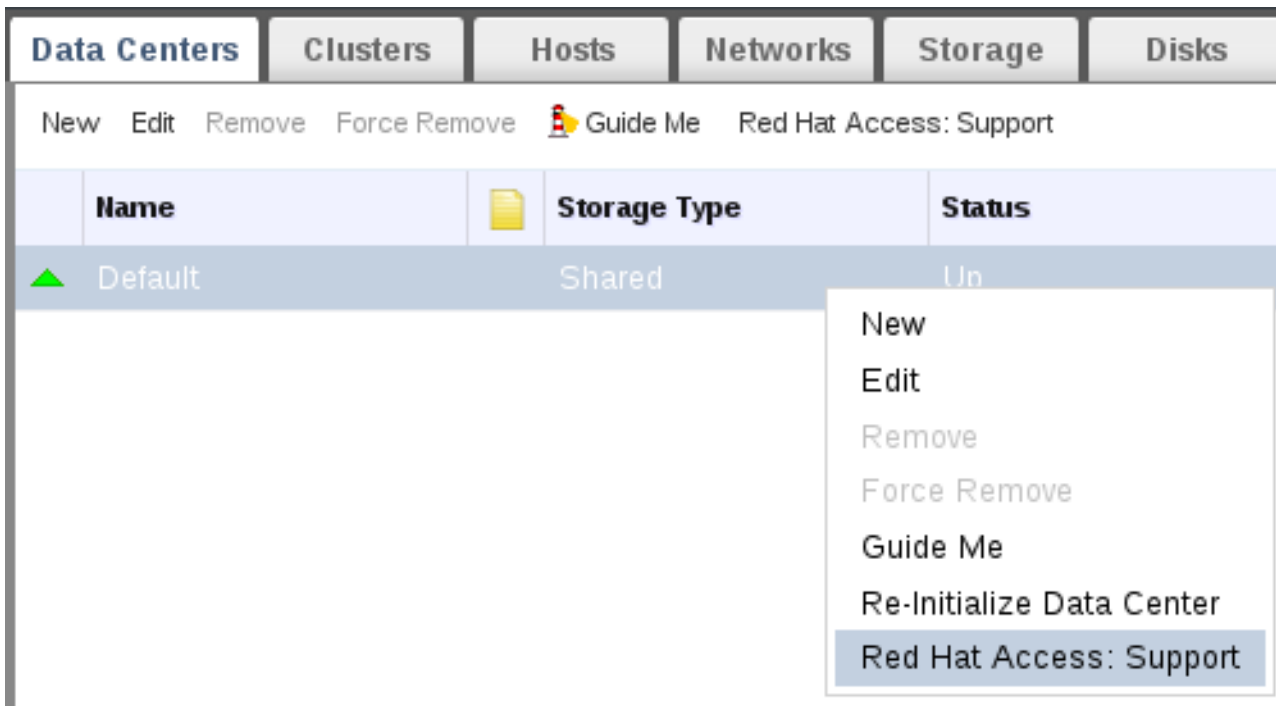 Data Centers Clusters Hosts Networks Storage Disks
New Edit Remove Force Remove Guide Me Red Hat Access: Support
Name Storage Type Status
Default Shared Up
New
Edit
Remove
Force Remove
Guide Me
Re-Initialize Data Center
Red Hat Access: Support